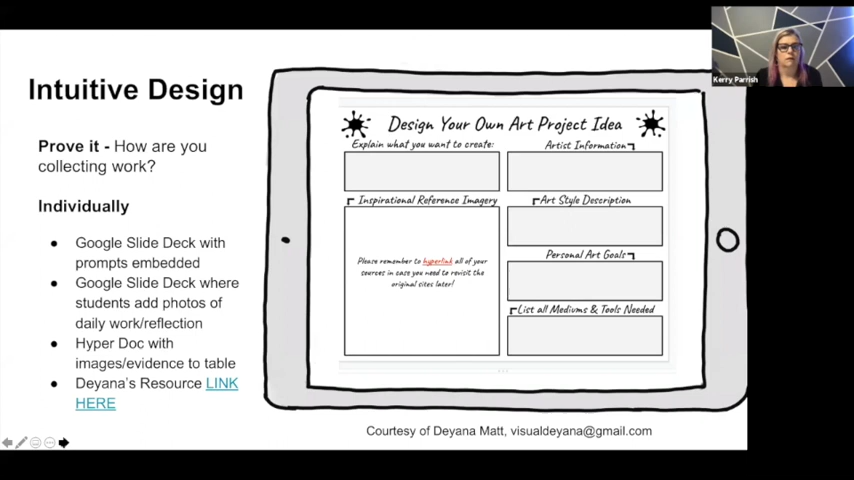 Kerry Parrish
Intuitive Design
Prove it - How are you
collecting work?
Individually
● Google Slide Deck with
prompts embedded
● Google Slide Deck where
students add photos of
daily work/reflection
● Hyper Doc with
images/evidence to table
● Deyana's Resource LINK
HERE
Design Your Own Art Project Idea
Explain what you want to create:
Inspirational Reference Imagery
Please remember to hyperlink all of your
sources in case you need to revisit the
original sites later!
Artist Information
Art Style Description
Personal Art Goals
List all Mediums & Tools Needed
Courtesy of Deyana Matt, visualdeyana@gmail.com